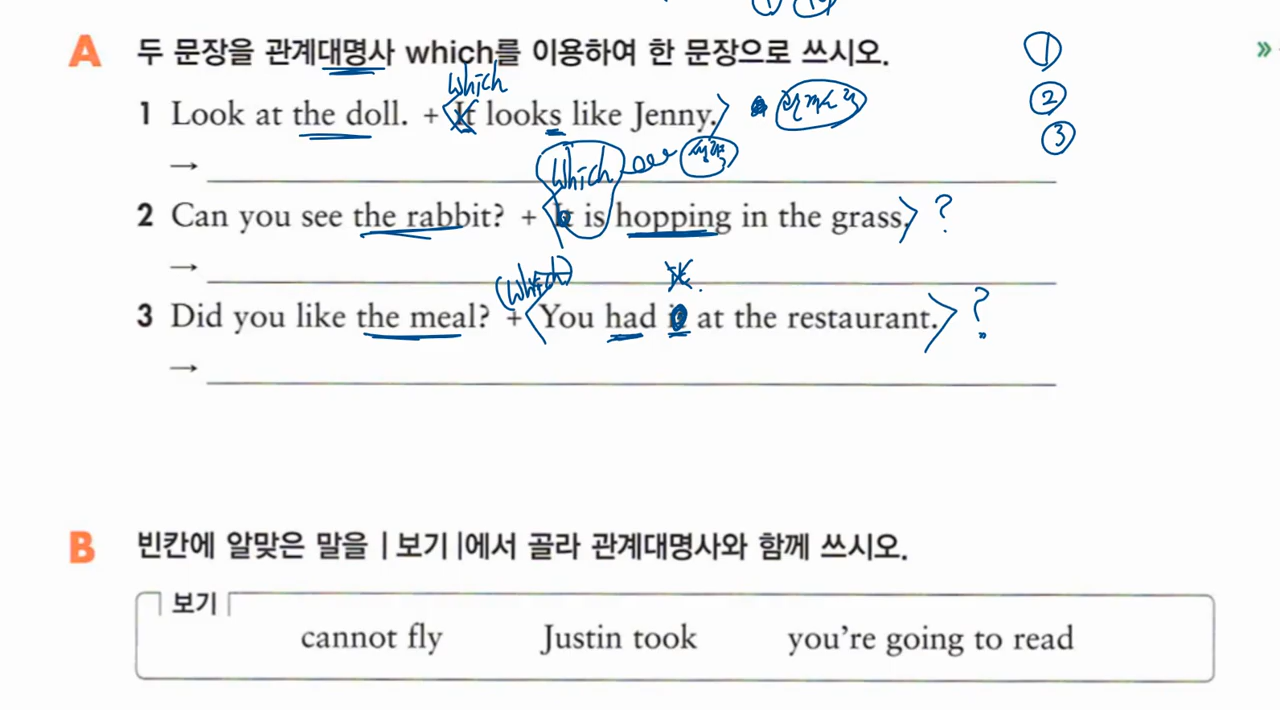 A 두 문장을 관계대명사 which를 이용하여 한 문장으로 쓰시오.
①
②
③
which
1 Look at the doll. + It looks like Jenny.
→
which
2 Can you see the rabbit? + It is hopping in the grass. ?
→
(which) it
3 Did you like the meal? + You had it at the restaurant. ?
→
B 빈칸에 알맞은 말을 | 보기 |에서 골라 관계대명사와 함께 쓰시오.
보기
cannot fly Justin took you’re going to read